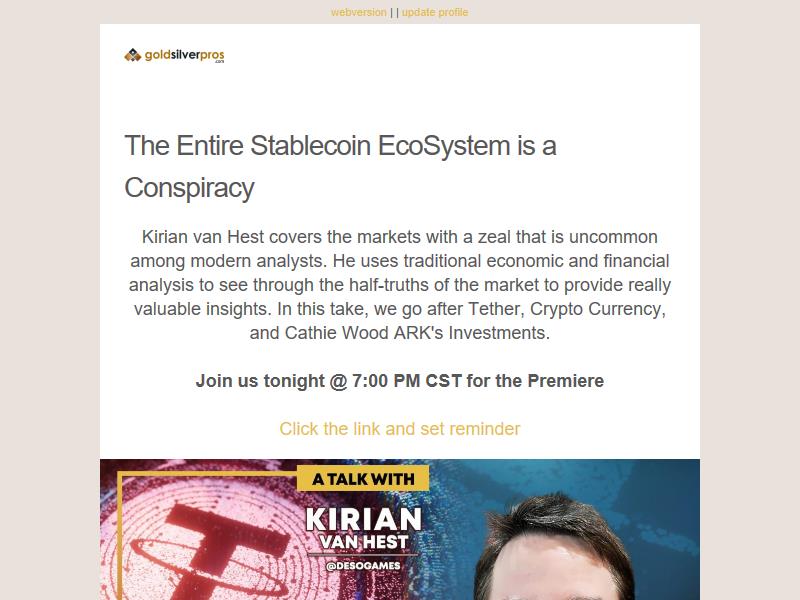 webversion | | update profile
goldsilverpros
.com
The Entire Stablecoin EcoSystem is a
Conspiracy
Kirian van Hest covers the markets with a zeal that is uncommon
among modern analysts. He uses traditional economic and financial
analysis to see through the half-truths of the market to provide really
valuable insights. In this take, we go after Tether, Crypto Currency,
and Cathie Wood ARK's Investments.
Join us tonight @ 7:00 PM CST for the Premiere
Click the link and set reminder
A TALK WITH
KIRIAN
VAN HEST
@DESOGAMES